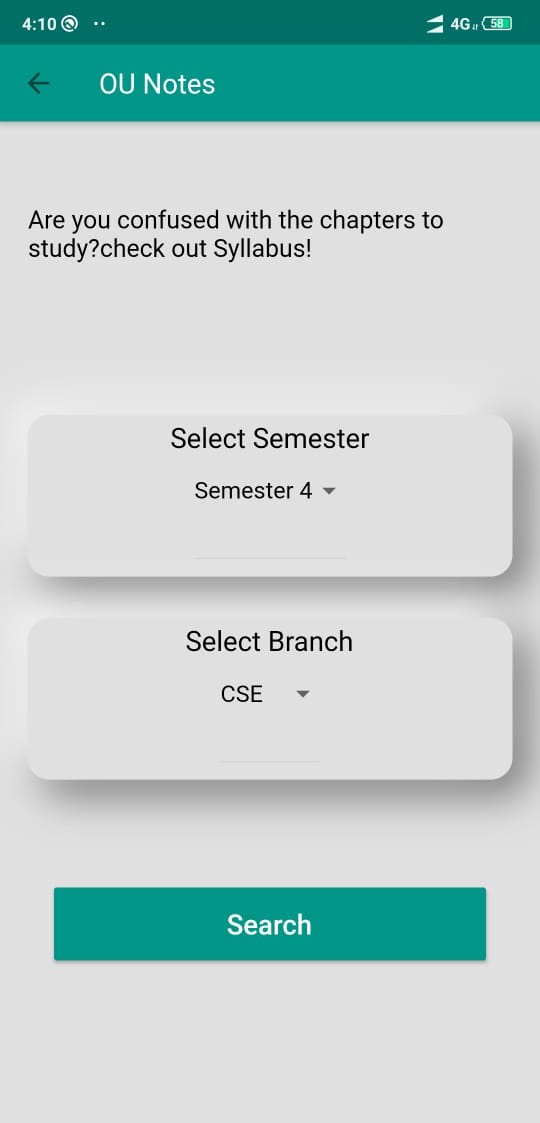 4:10
4G
58
OU Notes
Are you confused with the chapters to
study?check out Syllabus!
Select Semester
Semester 4
Select Branch
CSE
Search